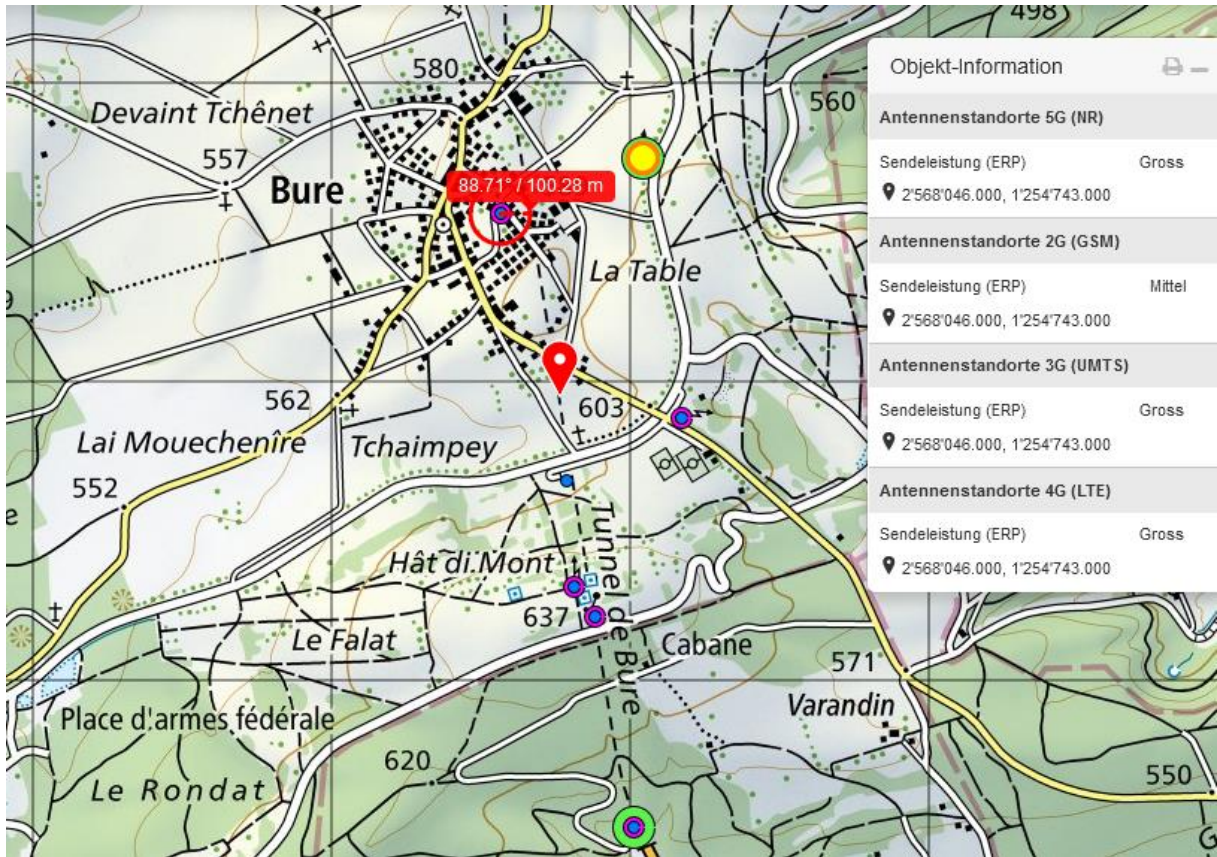 498
580
560
Devaint Tchênet
557
Bure
88.71° / 100.28 m
La Table
562
603
Lai Mouechenîre
Tchaimpey
552
e
Hât di Mont
Tunnel de Bure
637
Le Falat
Cabane
571
Place d'armes fédérale
Varandin
620
550
Le Rondat
G
Objekt-Information
Antennenstandorte 5G (NR)
Sendeleistung (ERP) Gross
2'568'046.000, 1'254'743.000
Antennenstandorte 2G (GSM)
Sendeleistung (ERP) Mittel
2'568'046.000, 1'254'743.000
Antennenstandorte 3G (UMTS)
Sendeleistung (ERP) Gross
2'568'046.000, 1'254'743.000
Antennenstandorte 4G (LTE)
Sendeleistung (ERP) Gross
2'568'046.000, 1'254'743.000